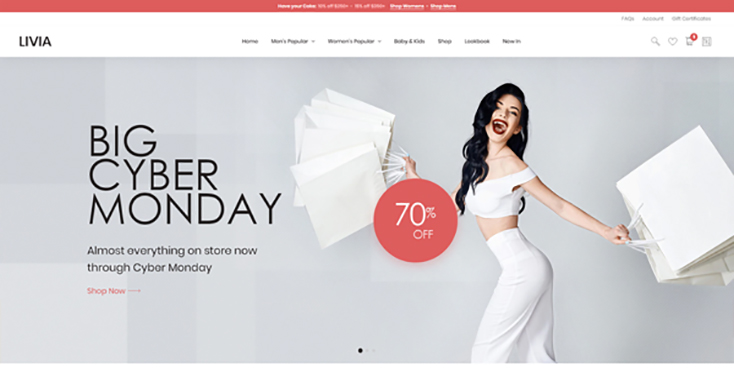 Have your Cake: 10% off $250+ - 15% off $350+ Shop Womens - Shop Mens
FAQs Account Gift Certificates
LIVIA
Home Men's Popular Women's Popular Baby & Kids Shop Lookbook New In
BIG
CYBER
MONDAY
70%
OFF
Almost everything on store now
through Cyber Monday
Shop Now